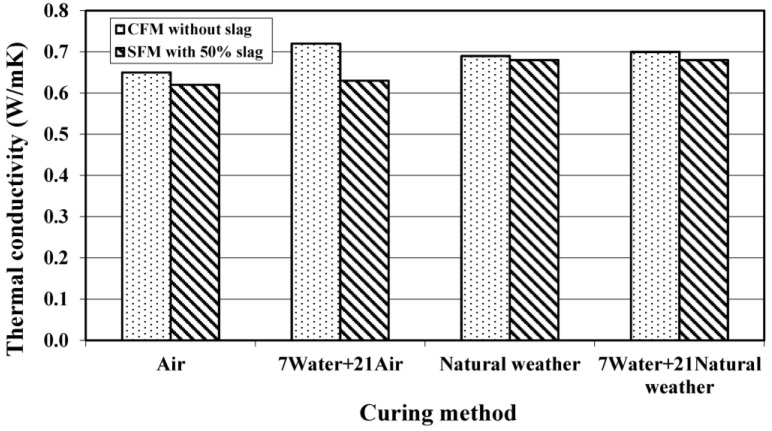 Thermal conductivity (W/mK)
0.8
0.7
0.6
0.5
0.4
0.3
0.2
0.1
0.0
CFM without slag
SFM with 50% slag
Air
7Water+21Air
Natural weather
7Water+21Natural
weather
Curing method